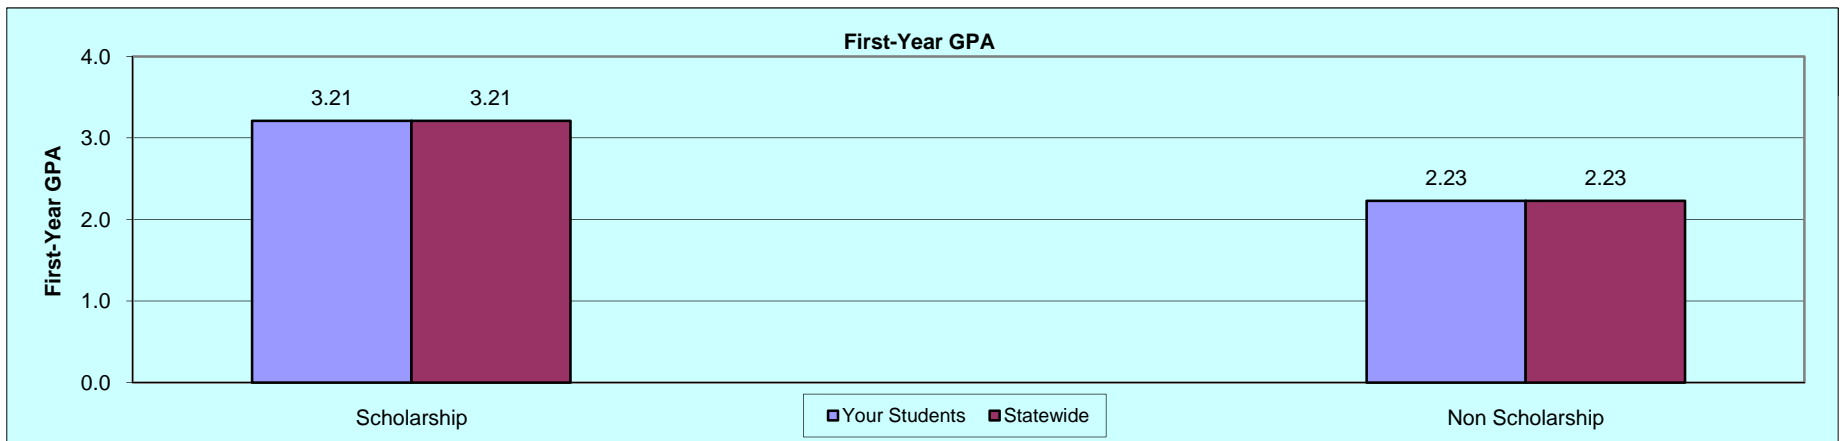 First-Year GPA
First-Year GPA
4.0
3.0
2.0
1.0
0.0
3.21 3.21
2.23 2.23
Scholarship
Non Scholarship
Your Students Statewide